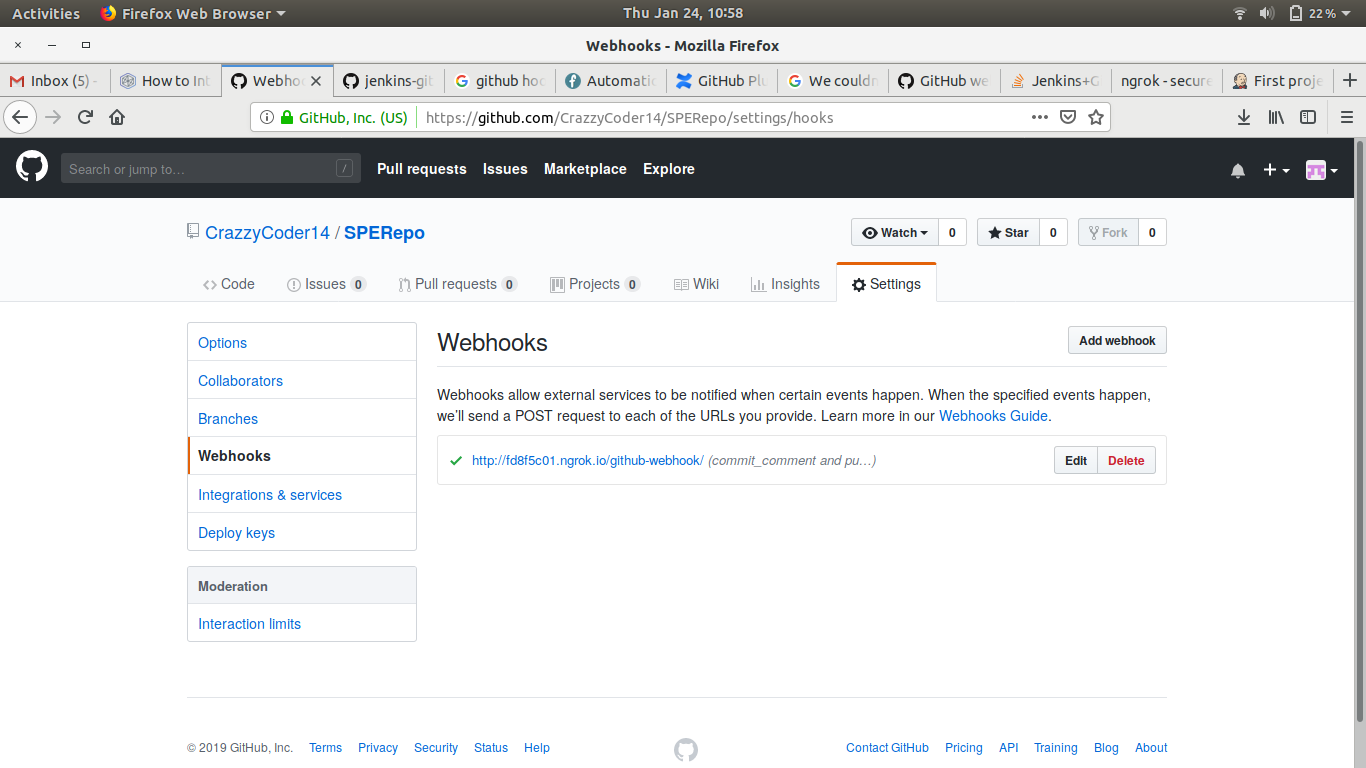 Activities Firefox Web Browser Thu Jan 24, 10:58 22%
Webhooks - Mozilla Firefox
Inbox (5) - How to Int Webhoo jenkins-git github hoo Automatic GitHub Plu We couldn GitHub we Jenkins+G ngrok - secure First proje
GitHub, Inc. (US) https://github.com/CrazzyCoder14/SPERepo/settings/hooks
Search or jump to… / Pull requests Issues Marketplace Explore
CrazzyCoder14 / SPERepo Watch 0 Star 0 Fork 0
Code Issues 0 Pull requests 0 Projects 0 Wiki Insights Settings
Options
Collaborators
Branches
Webhooks
Integrations & services
Deploy keys
Moderation
Interaction limits
Webhooks Add webhook
Webhooks allow external services to be notified when certain events happen. When the specified events happen,
we'll send a POST request to each of the URLs you provide. Learn more in our Webhooks Guide.
http://fd8f5c01.ngrok.io/github-webhook/ (commit_comment and pu…) Edit Delete
© 2019 GitHub, Inc. Terms Privacy Security Status Help Contact GitHub Pricing API Training Blog About